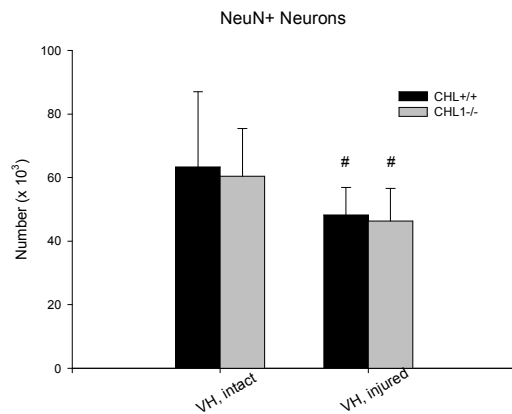 NeuN+ Neurons
100
80
60
40
20
0
Number (x 10³)
CHL+/+
CHL1-/-
# #
VH, intact
VH, injured